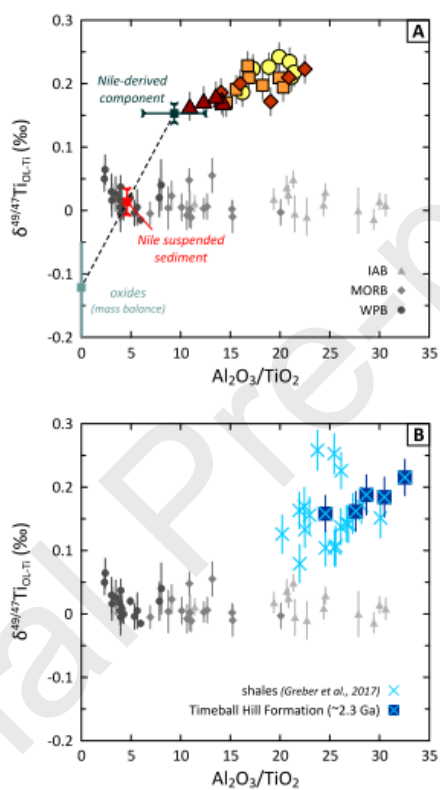 A
0.3
0.2
0.1
0
-0.1
-0.2
δ49/47TiOL-Ti (‰)
Nile-derived
component
Nile suspended
sediment
oxides
(mass balance)
IAB
MORB
WPB
0 5 10 15 20 25 30 35
Al2O3/TiO2
B
0.3
0.2
0.1
0
-0.1
-0.2
δ49/47TiOL-Ti (‰)
shales (Greber et al., 2017)
Timeball Hill Formation (~2.3 Ga)
0 5 10 15 20 25 30 35
Al2O3/TiO2